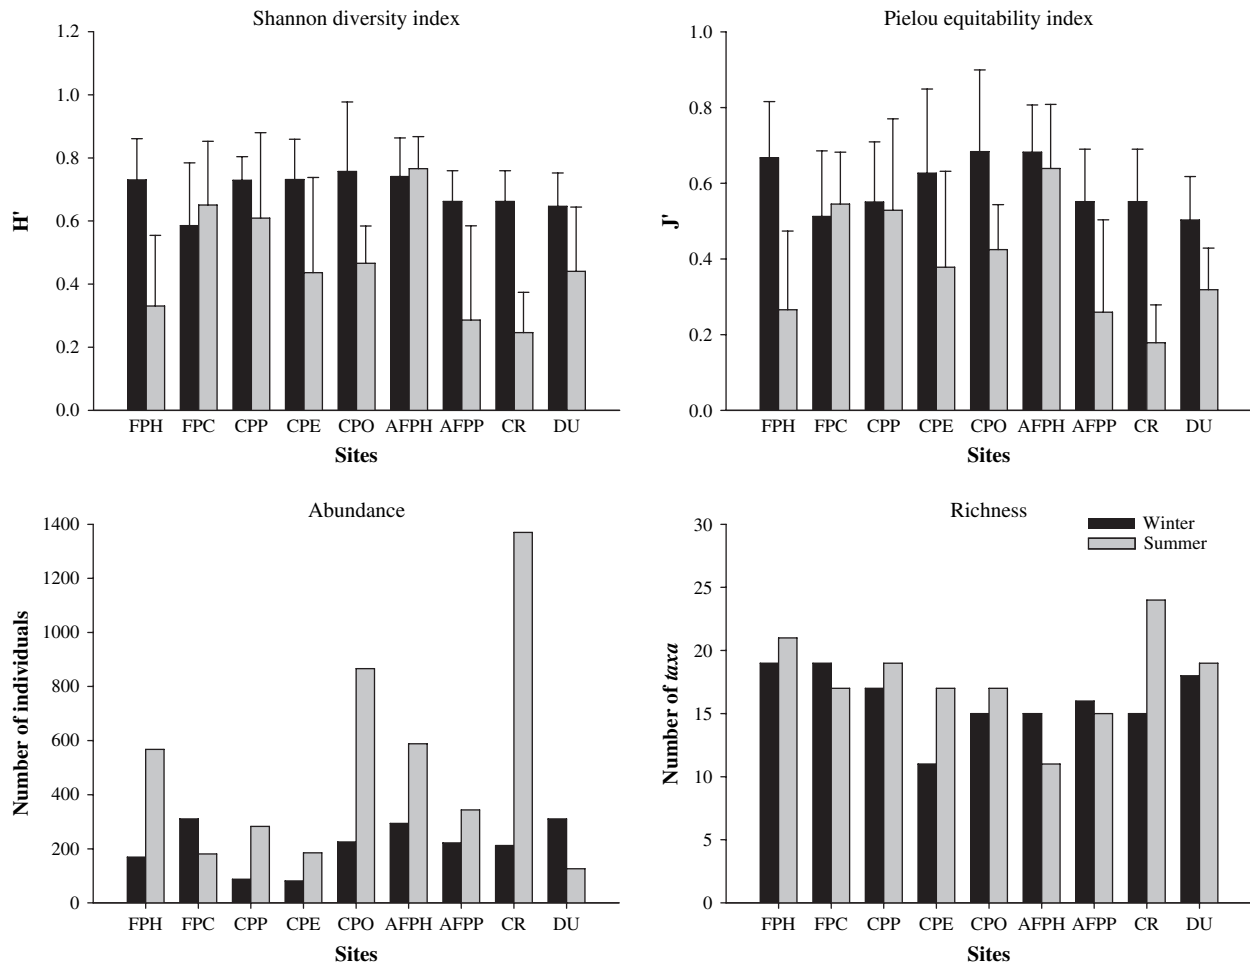 Shannon diversity index
1.2
1.0
0.8
0.6
0.4
0.2
0.0
H'
FPH FPC CPP CPE CPO AFPH AFPP CR DU
Sites
Pielou equitability index
1.0
0.8
0.6
0.4
0.2
0.0
J'
FPH FPC CPP CPE CPO AFPH AFPP CR DU
Sites
Abundance
1400
1200
1000
800
600
400
200
0
Number of individuals
FPH FPC CPP CPE CPO AFPH AFPP CR DU
Sites
Richness
Winter
Summer
30
25
20
15
10
5
0
Number of taxa
FPH FPC CPP CPE CPO AFPH AFPP CR DU
Sites